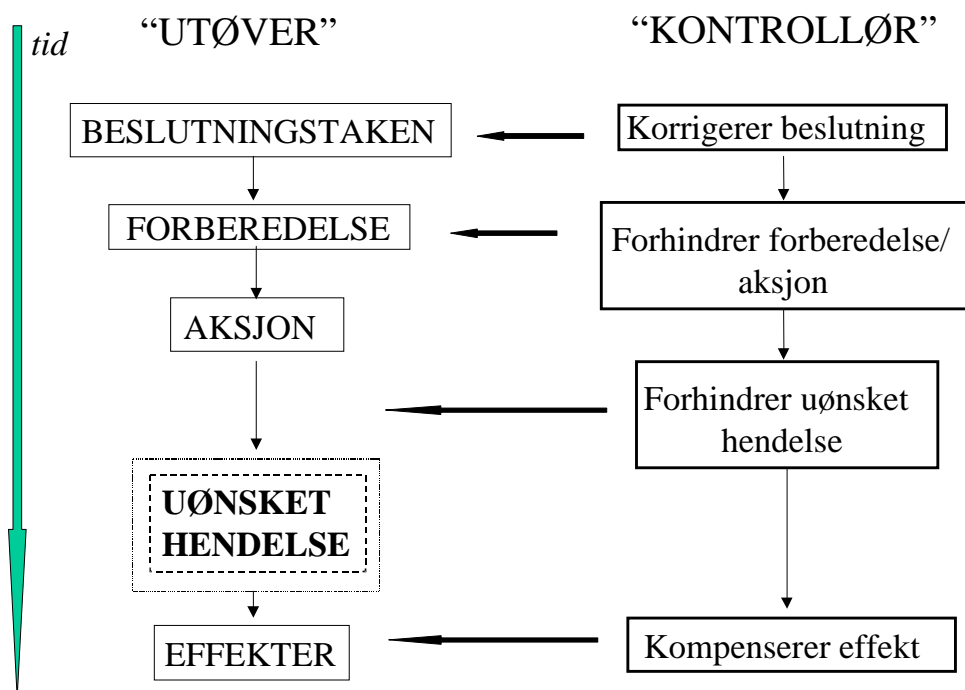 tid
“UTØVER”
“KONTROLLØR”
BESLUTNINGSTAKEN
Korrigerer beslutning
FORBEREDELSE
Forhindrer forberedelse/
aksjon
AKSJON
Forhindrer uønsket
hendelse
UØNSKET
HENDELSE
EFFEKTER
Kompenserer effekt